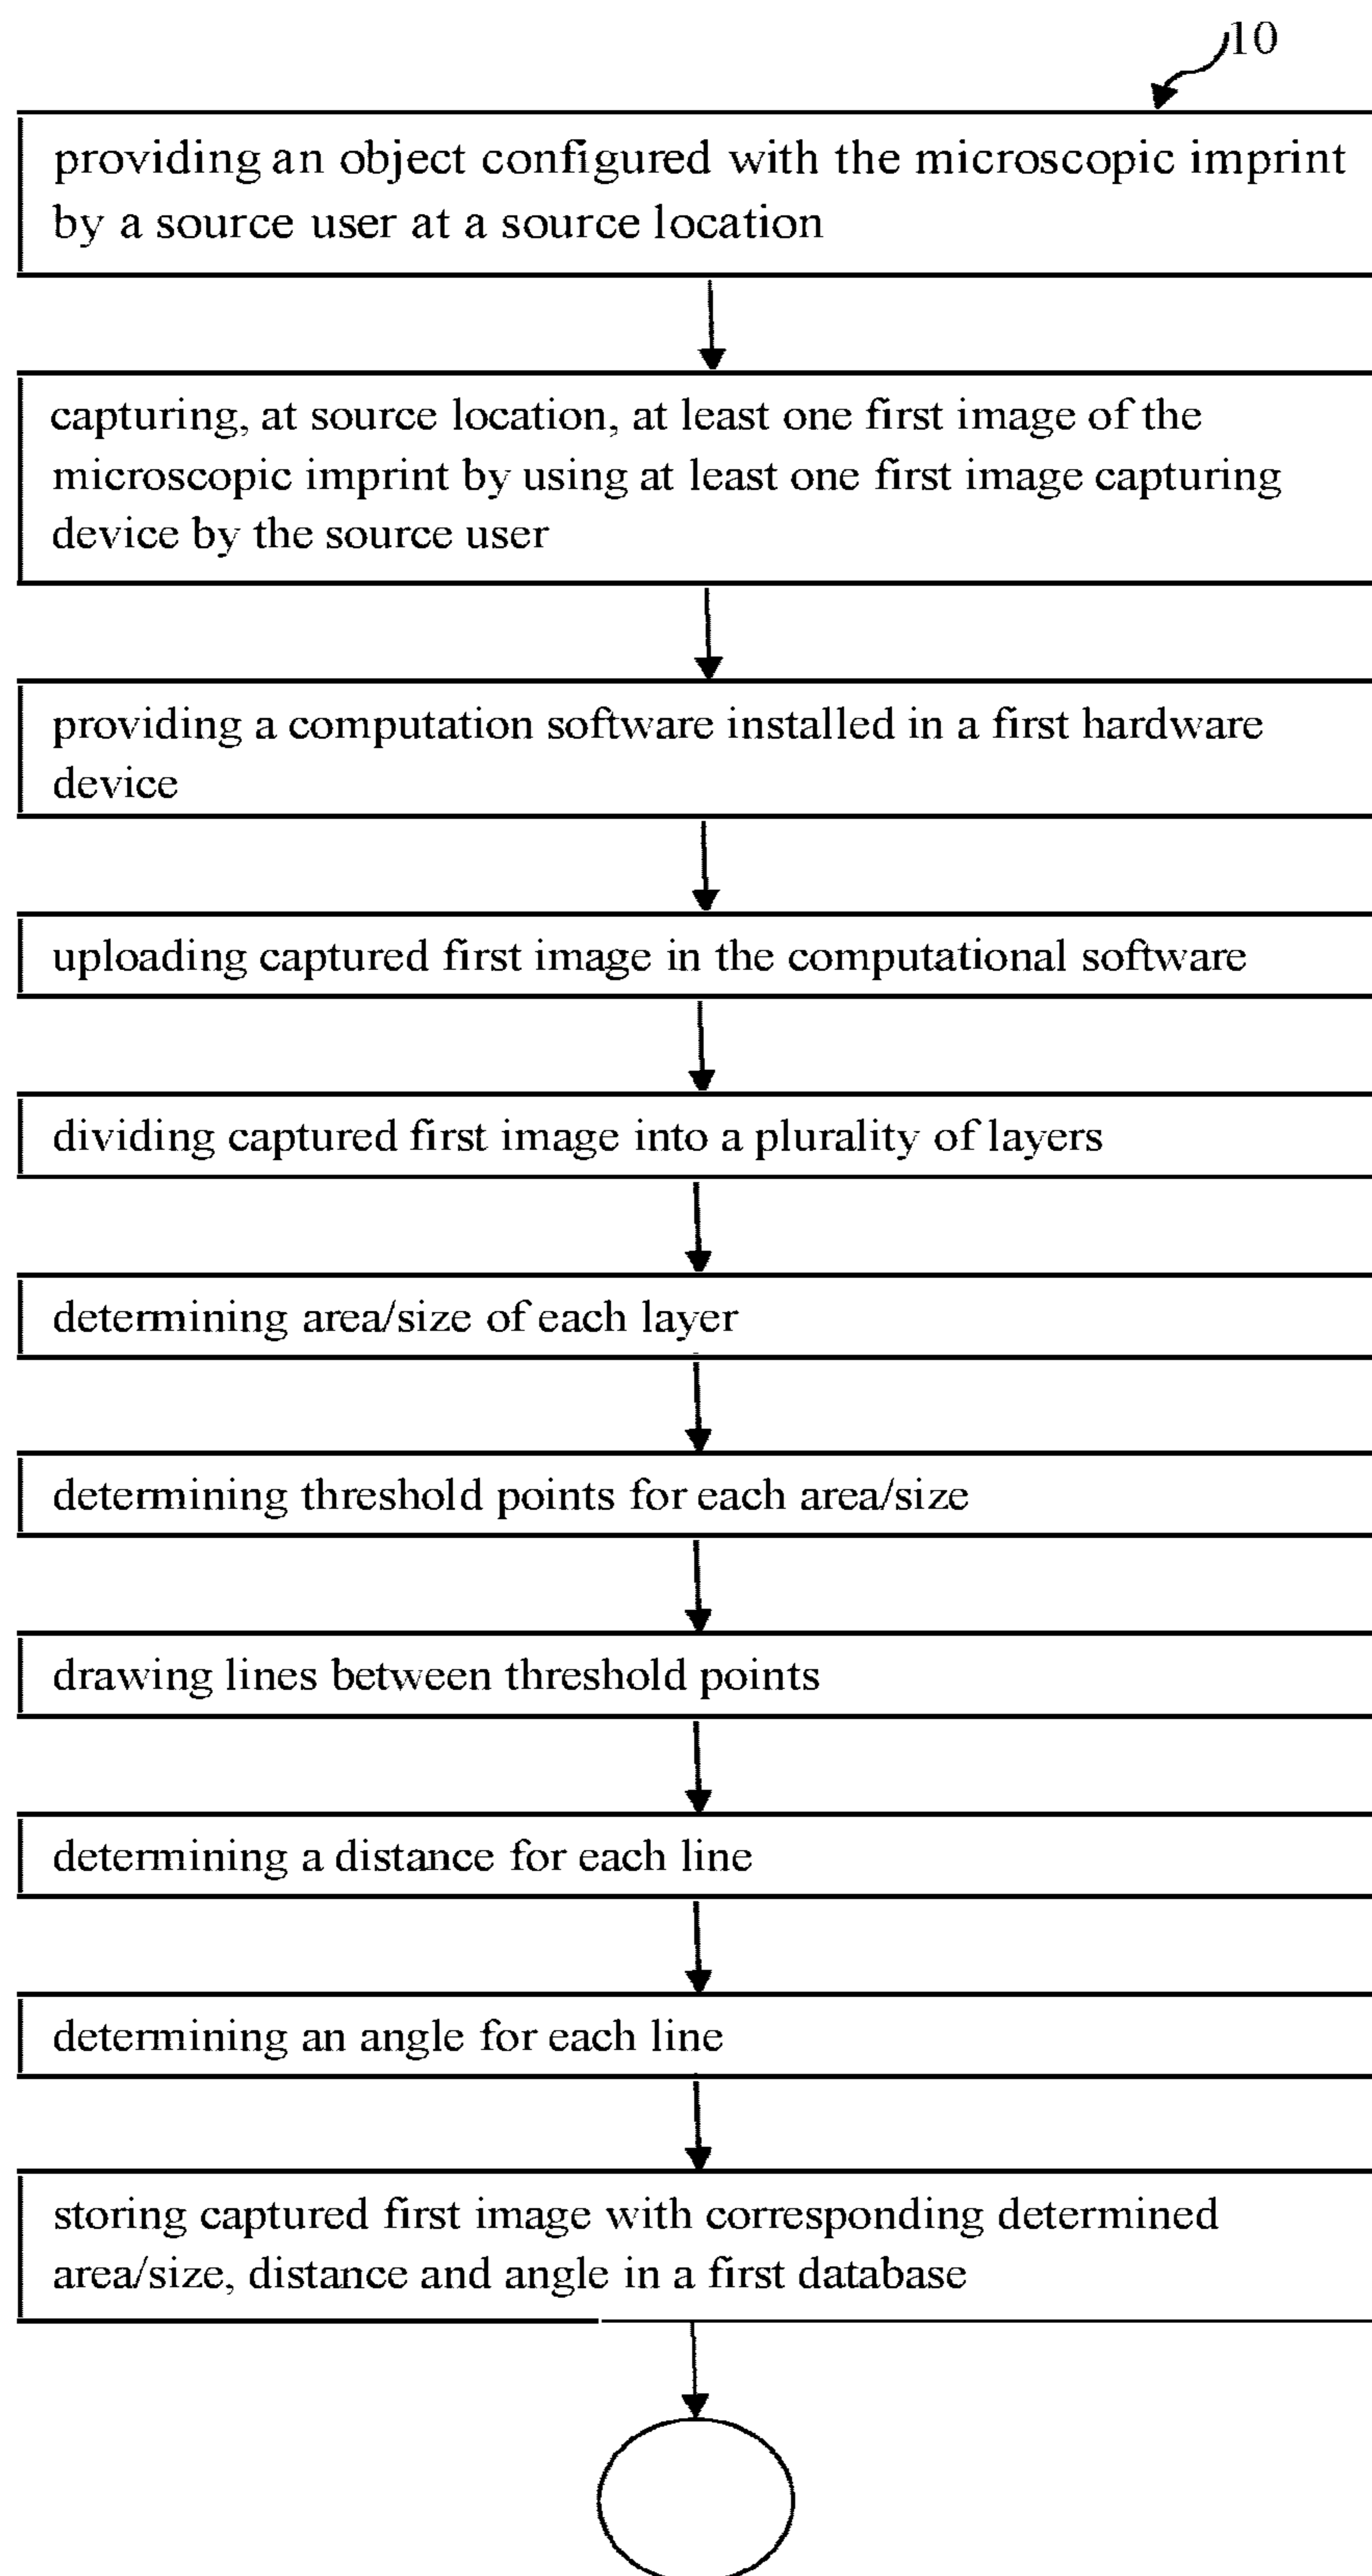 10
providing an object configured with the microscopic imprint
by a source user at a source location
capturing, at source location, at least one first image of the
microscopic imprint by using at least one first image capturing
device by the source user
providing a computation software installed in a first hardware
device
uploading captured first image in the computational software
dividing captured first image into a plurality of layers
determining area/size of each layer
determining threshold points for each area/size
drawing lines between threshold points
determining a distance for each line
determining an angle for each line
storing captured first image with corresponding determined
area/size, distance and angle in a first database